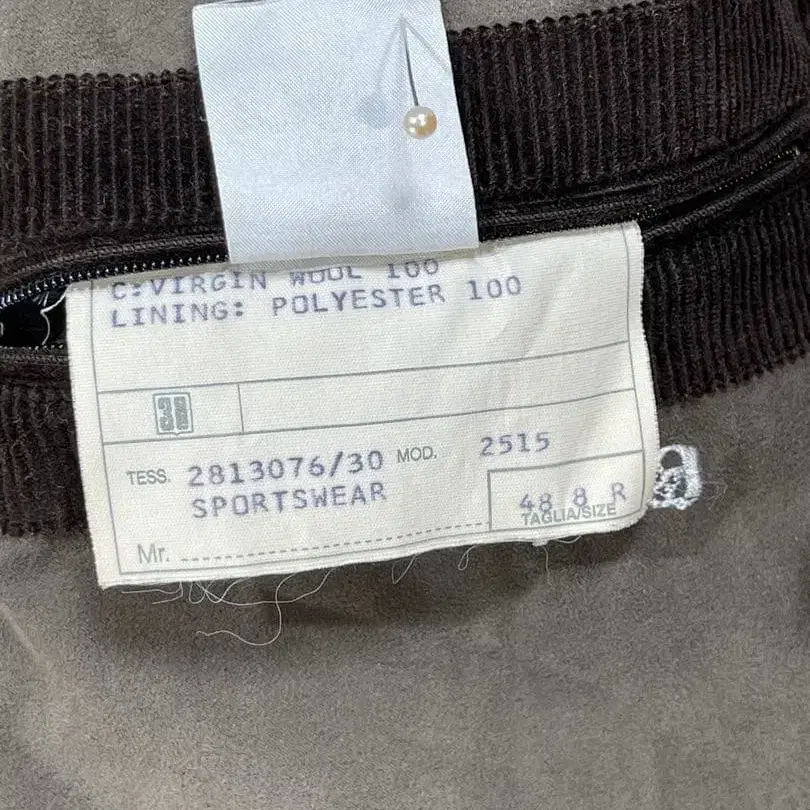 C:VIRGIN WOOL 100
LINING: POLYESTER 100
38
TESS. 2813076/30 MOD. 2515
SPORTSWEAR
48 8 R
TAGLIA/SIZE
Mr.